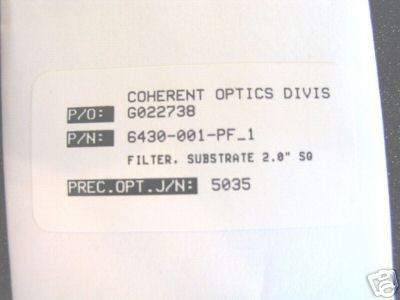 COHERENT OPTICS DIVIS
P/O: G022738
P/N: 6430-001-PF_1
FILTER. SUBSTRATE 2.0" SQ
PREC.OPT.J/N: 5035